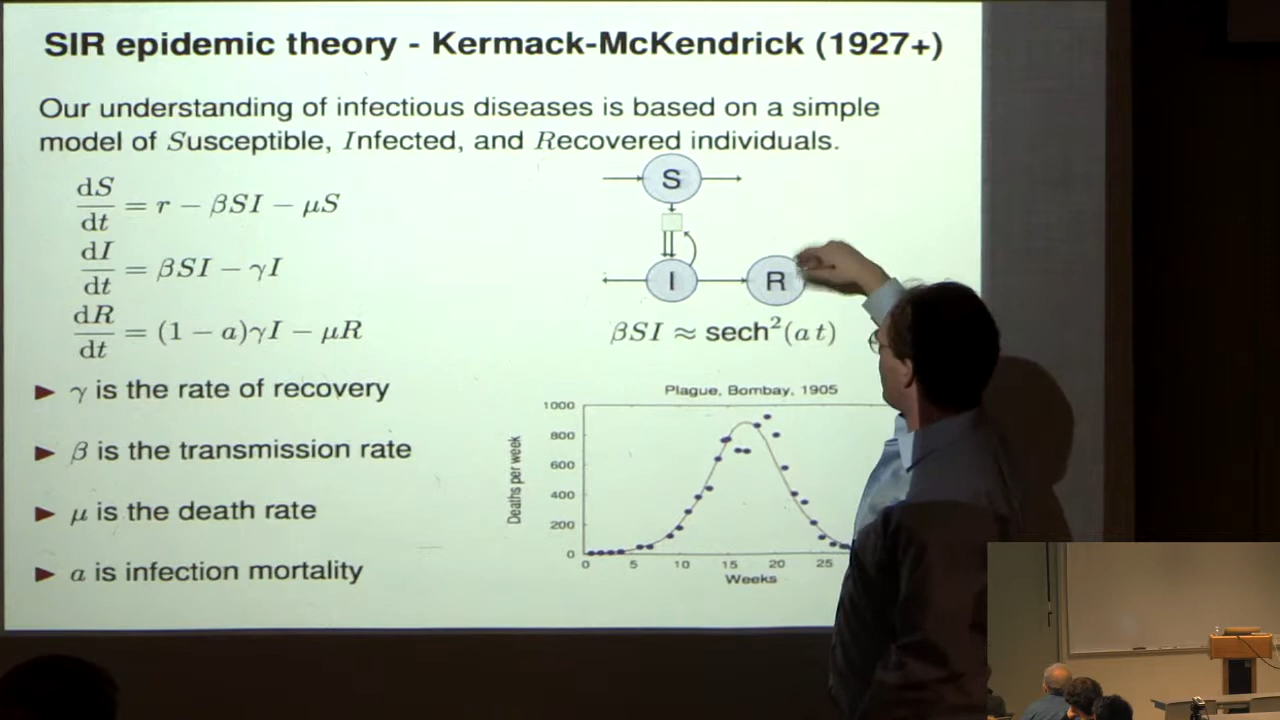 SIR epidemic theory - Kermack-McKendrick (1927+)
Our understanding of infectious diseases is based on a simple
model of Susceptible, Infected, and Recovered individuals.
dS/dt = r − βSI − μS
dI/dt = βSI − γI
dR/dt = (1 − a)γI − μR
S
I
R
βSI ≈ sech²(a t)
► γ is the rate of recovery
► β is the transmission rate
► μ is the death rate
► a is infection mortality
Plague, Bombay, 1905
Deaths per week
1000
800
600
400
200
0
0 5 10 15 20 25
Weeks